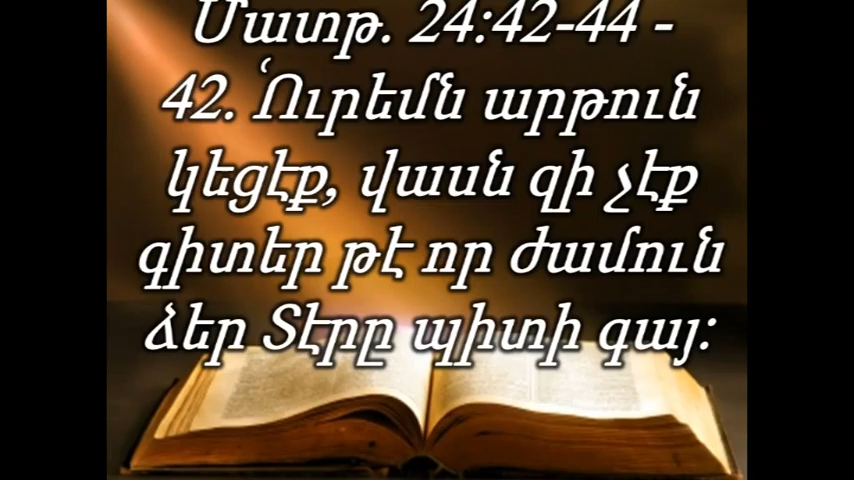 Մատթ. 24:42-44 -
42. ՛Ուրեմն արթուն
կեցէք, վասն զի չէք
գիտեր թէ որ ժամուն
ձեր Տէրը պիտի գայ: